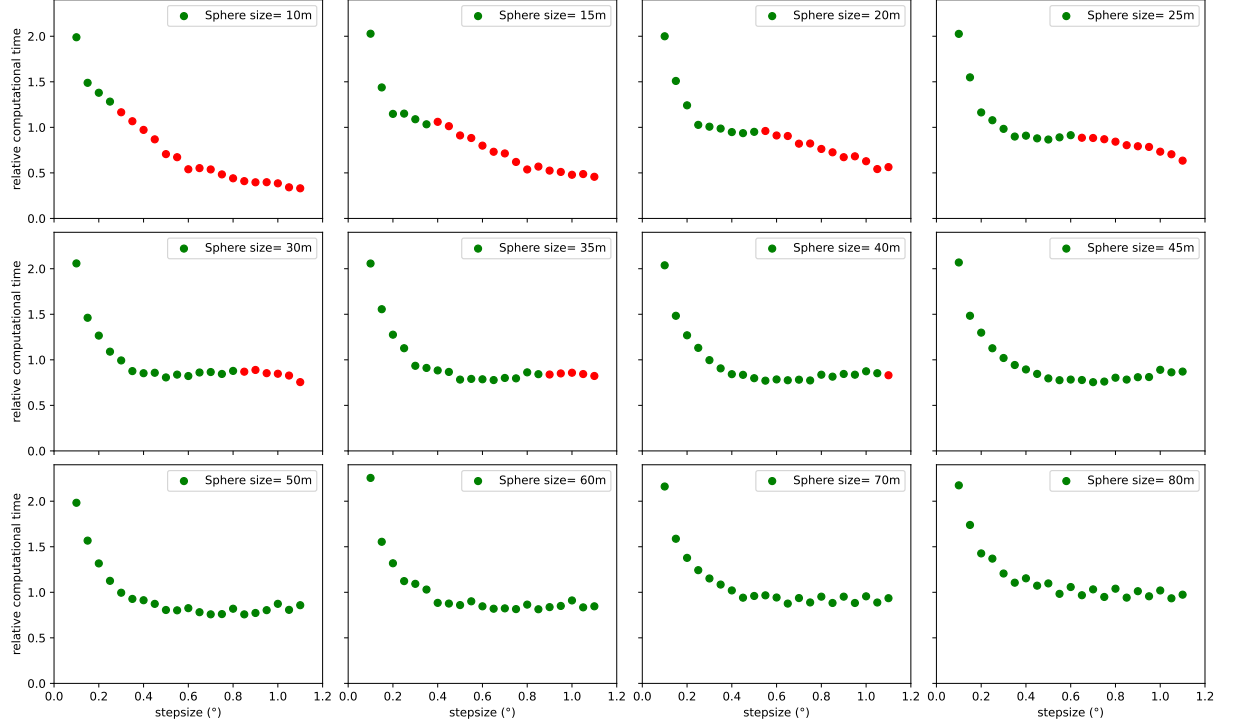 Sphere size= 10m
Sphere size= 15m
Sphere size= 20m
Sphere size= 25m
relative computational time
2.0
1.5
1.0
0.5
0.0
Sphere size= 30m
Sphere size= 35m
Sphere size= 40m
Sphere size= 45m
relative computational time
2.0
1.5
1.0
0.5
0.0
Sphere size= 50m
Sphere size= 60m
Sphere size= 70m
Sphere size= 80m
relative computational time
2.0
1.5
1.0
0.5
0.0
0.0 0.2 0.4 0.6 0.8 1.0 1.2
0.0 0.2 0.4 0.6 0.8 1.0 1.2
0.0 0.2 0.4 0.6 0.8 1.0 1.2
0.0 0.2 0.4 0.6 0.8 1.0 1.2
stepsize (°)
stepsize (°)
stepsize (°)
stepsize (°)